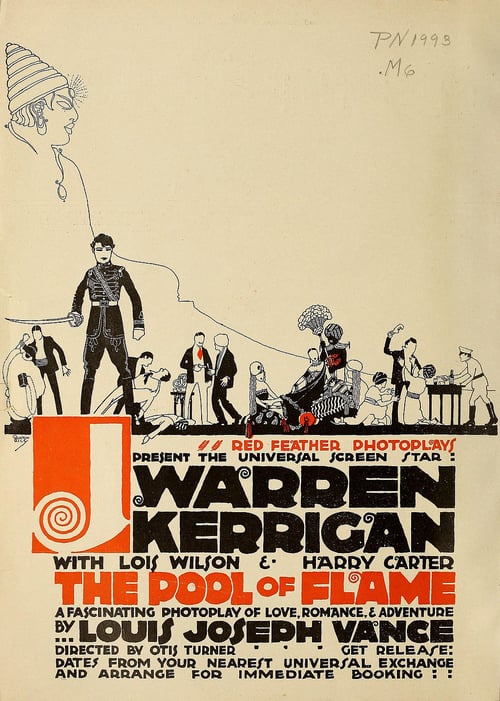 PN1993
.M6
" RED FEATHER PHOTOPLAYS
PRESENT THE UNIVERSAL SCREEN STAR :
J WARREN
KERRIGAN
WITH LOIS WILSON & HARRY CARTER
THE POOL OF FLAME
A FASCINATING PHOTOPLAY OF LOVE, ROMANCE, & ADVENTURE
BY LOUIS JOSEPH VANCE
DIRECTED BY OTIS TURNER · · · GET RELEASE:
DATES FROM YOUR NEAREST UNIVERSAL EXCHANGE
AND ARRANGE FOR IMMEDIATE BOOKING : :